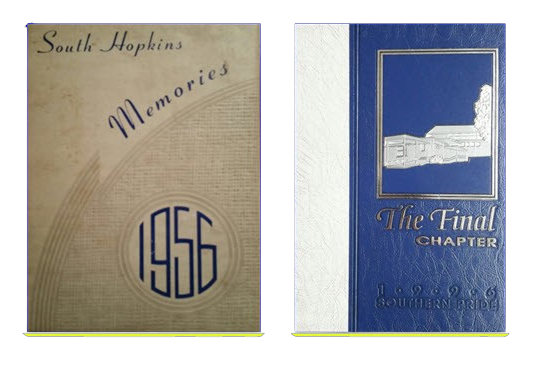 South Hopkins
Memories
1956
The Final
CHAPTER
1•9•9•6
SOUTHERN PRIDE